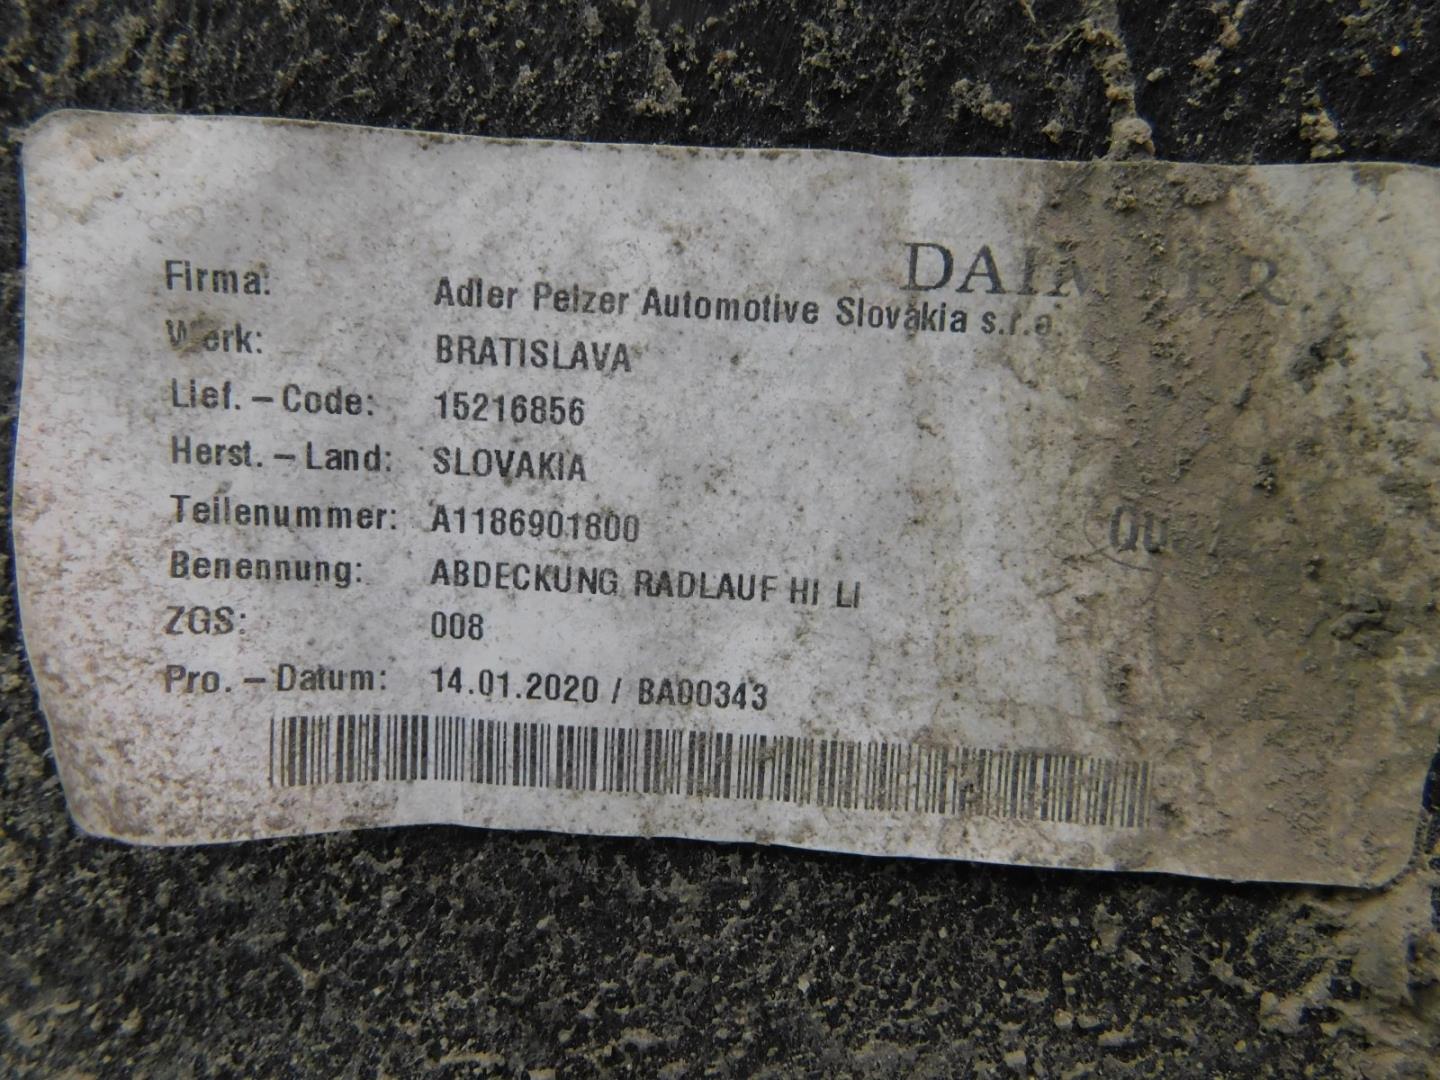 DAIMLER
Firma: Adler Pelzer Automotive Slovakia s.r.o.
Werk: BRATISLAVA
Lief.-Code: 15216856
Herst.-Land: SLOVAKIA
Teilenummer: A1186901800
Benennung: ABDECKUNG RADLAUF HI LI
ZGS: 008
Pro.-Datum: 14.01.2020 / BA00343